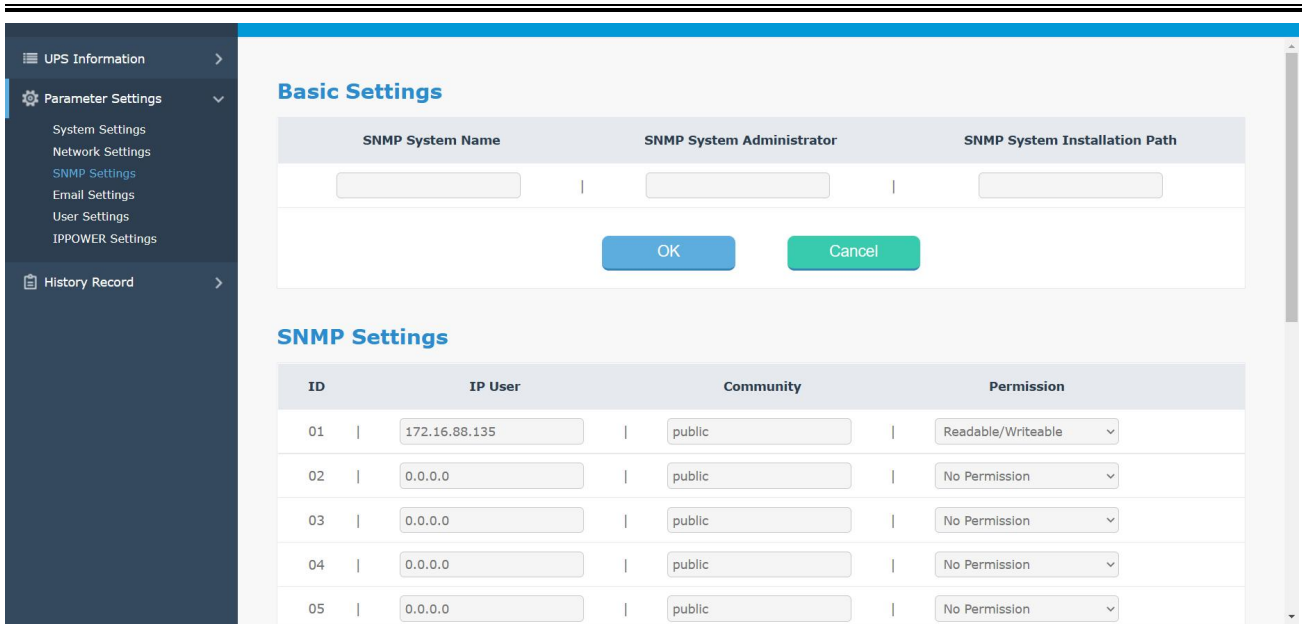 UPS Information
Parameter Settings
System Settings
Network Settings
SNMP Settings
Email Settings
User Settings
IPPOWER Settings
History Record
Basic Settings
SNMP System Name SNMP System Administrator SNMP System Installation Path
| |
OK Cancel
SNMP Settings
ID IP User Community Permission
01 | 172.16.88.135 | public | Readable/Writeable
02 | 0.0.0.0 | public | No Permission
03 | 0.0.0.0 | public | No Permission
04 | 0.0.0.0 | public | No Permission
05 | 0.0.0.0 | public | No Permission